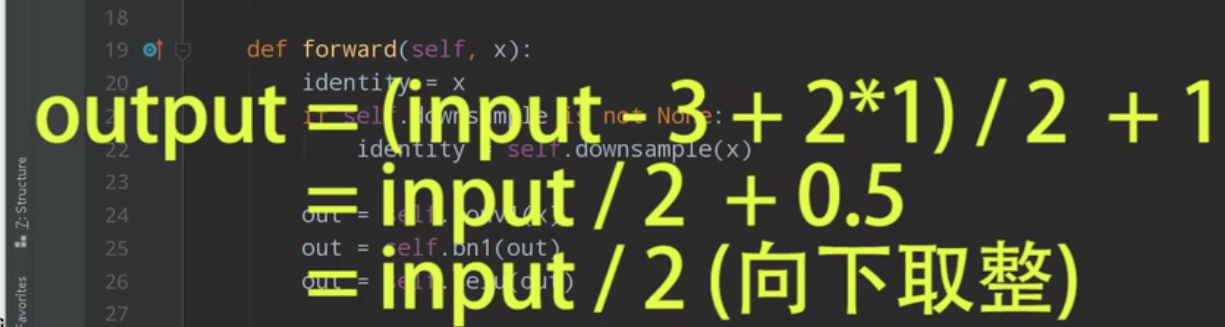 18
19 def forward(self, x):
20 identity = x
output = (input - 3 + 2*1) / 2 + 1
if self.downsample is not None:
22 identity = self.downsample(x)
= input / 2 + 0.5
23
24 out = self.conv1(x)
25 out = self.bn1(out)
= input / 2 (向下取整)
26 out = self.relu(out)
27
Z: Structure
Favorites